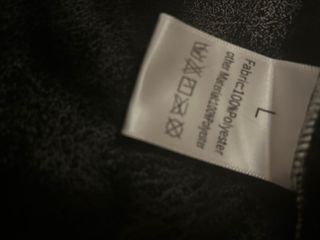 L
Fabric:100%Polyester
other Material:100%Polyester